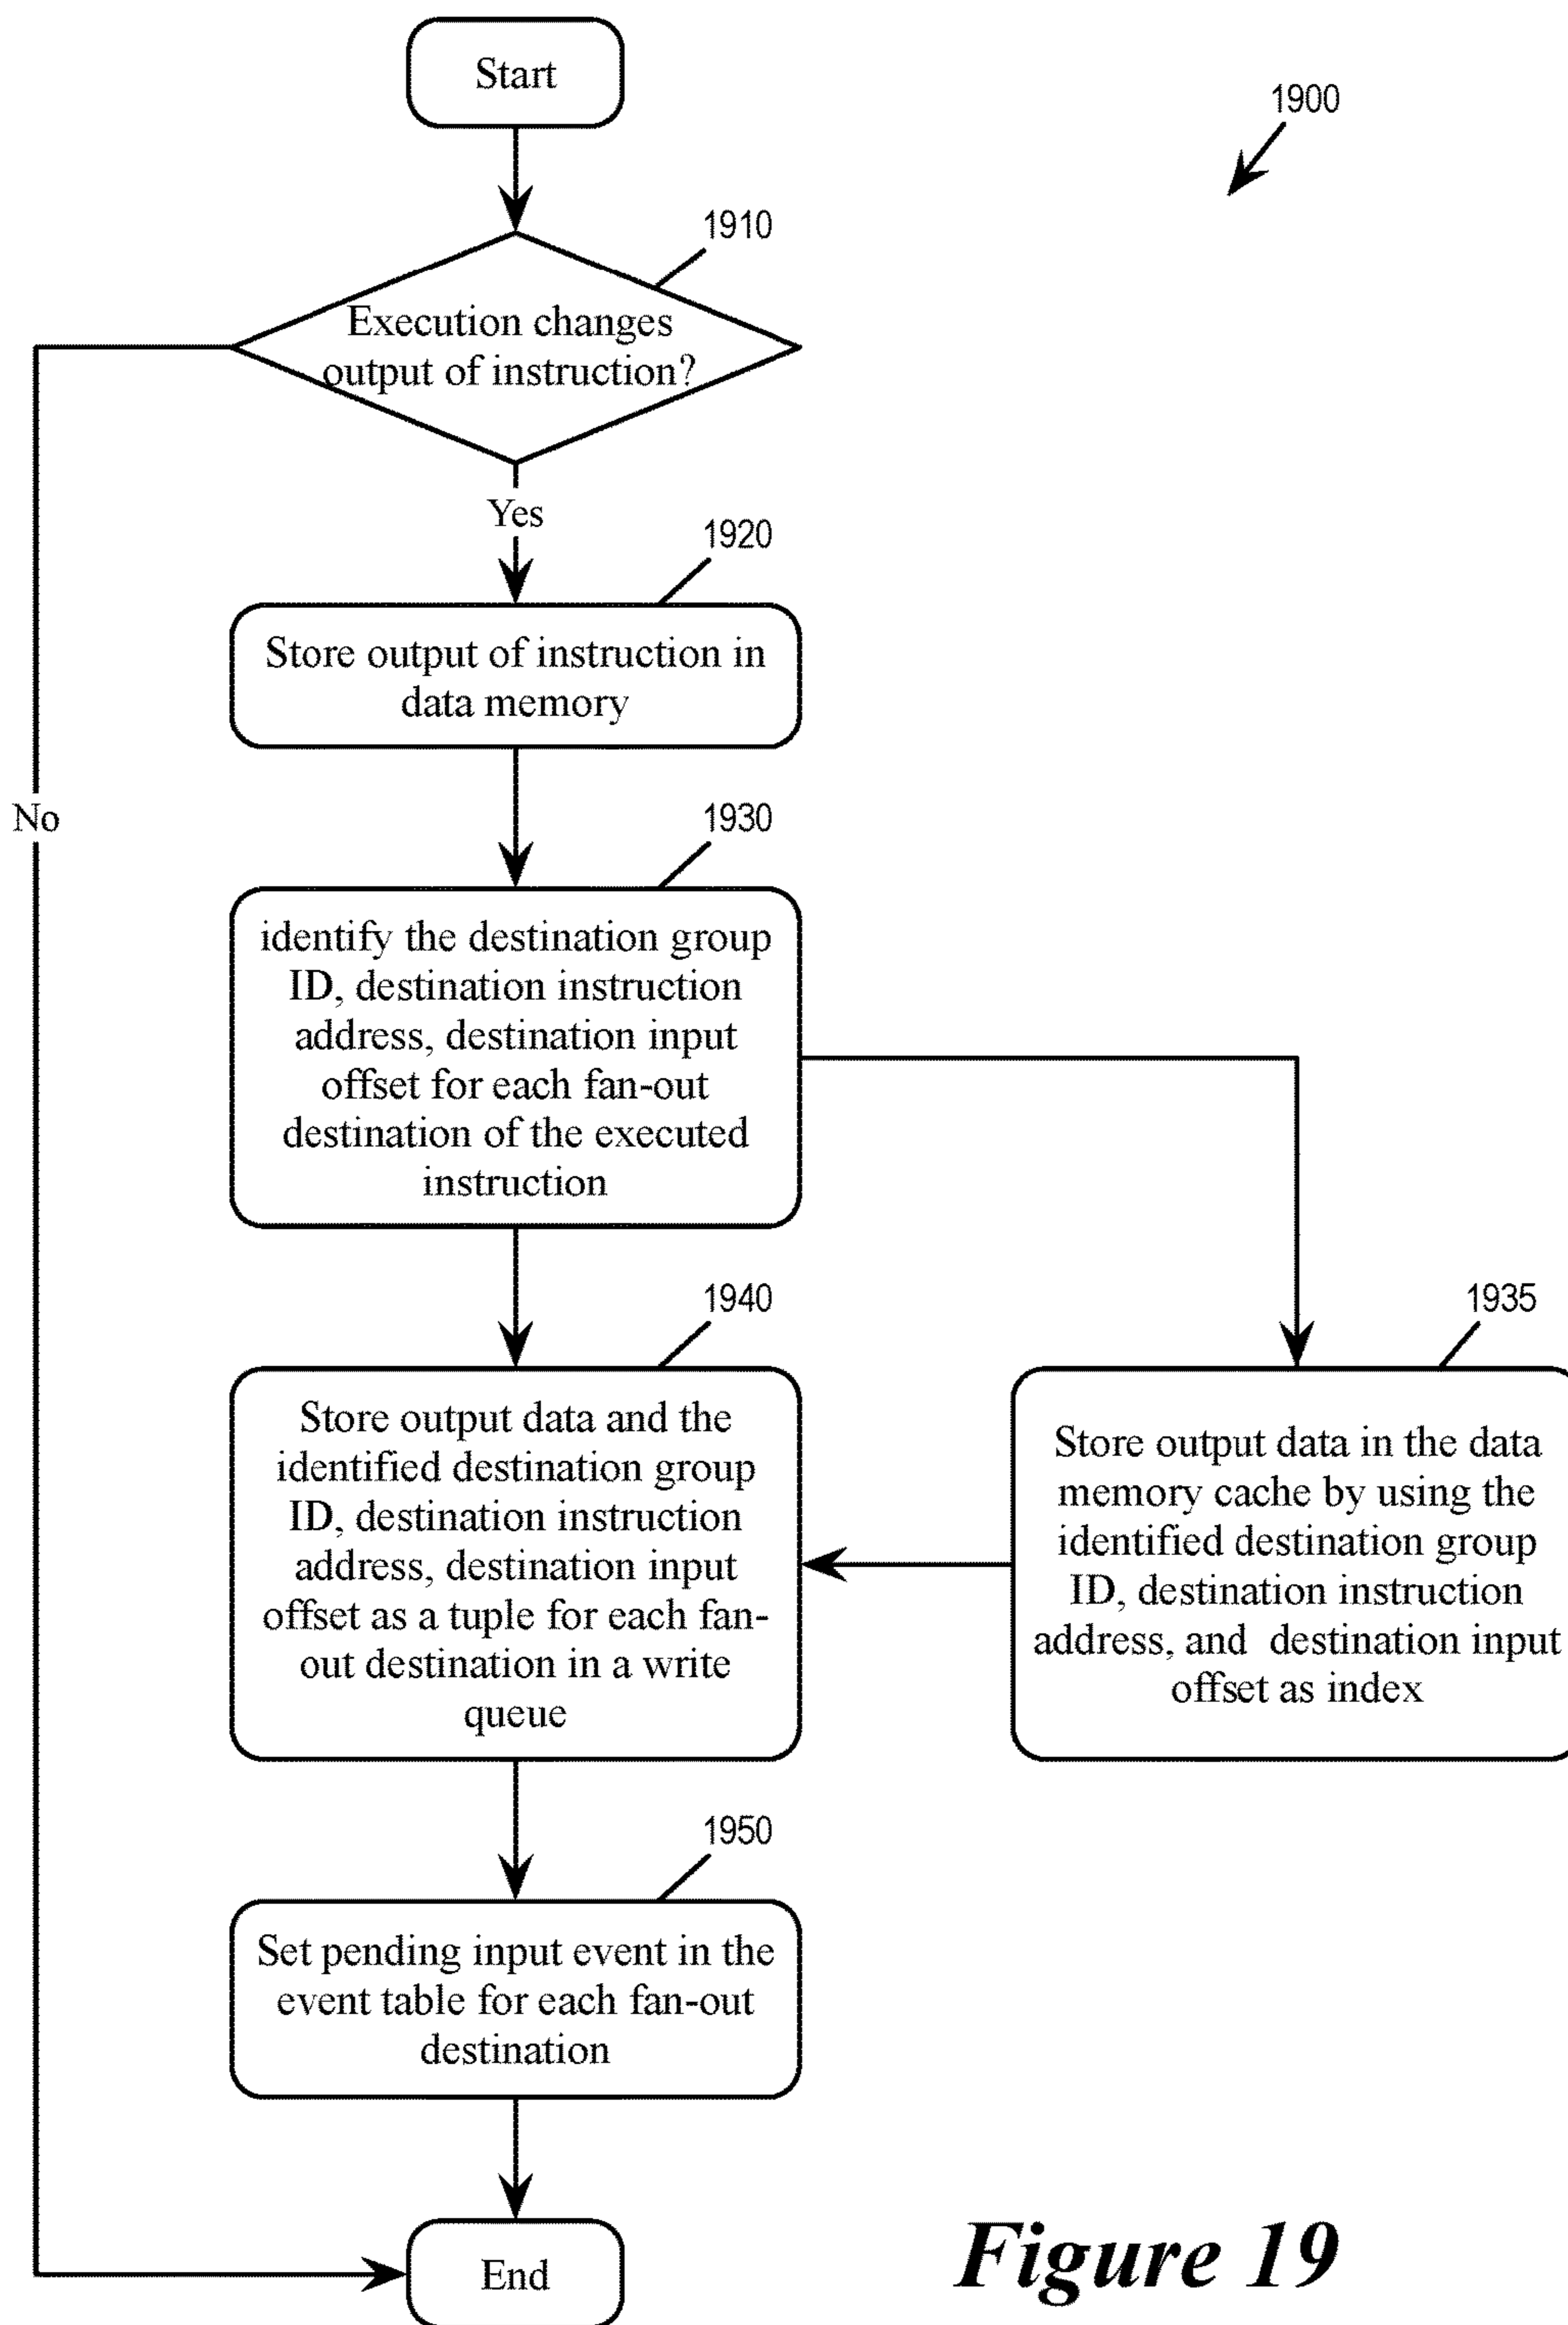 Start
1900
1910
Execution changes
output of instruction?
Yes
1920
Store output of instruction in
data memory
No
1930
identify the destination group
ID, destination instruction
address, destination input
offset for each fan-out
destination of the executed
instruction
1940
Store output data and the
identified destination group
ID, destination instruction
address, destination input
offset as a tuple for each fan-
out destination in a write
queue
1935
Store output data in the data
memory cache by using the
identified destination group
ID, destination instruction
address, and destination input
offset as index
1950
Set pending input event in the
event table for each fan-out
destination
End
Figure 19